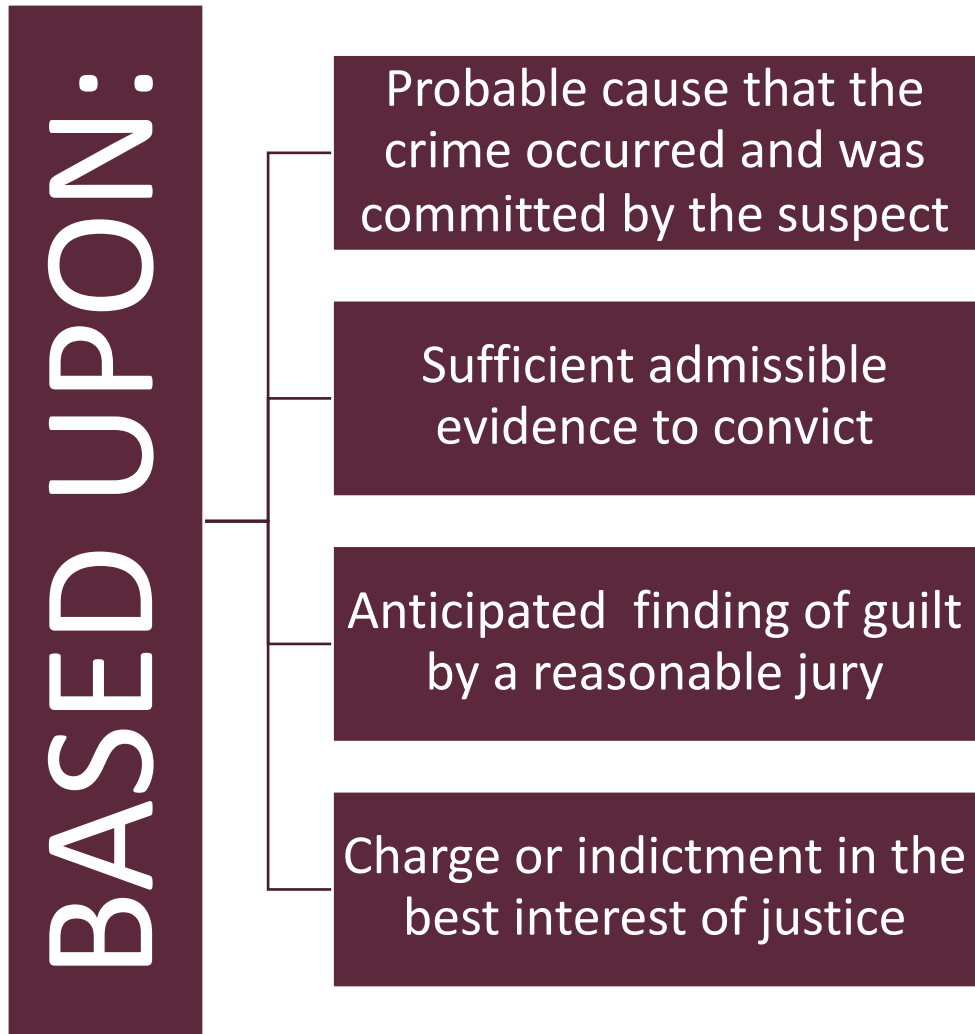 BASED UPON:
Probable cause that the
crime occurred and was
committed by the suspect
Sufficient admissible
evidence to convict
Anticipated  finding of guilt
by a reasonable jury
Charge or indictment in the
best interest of justice